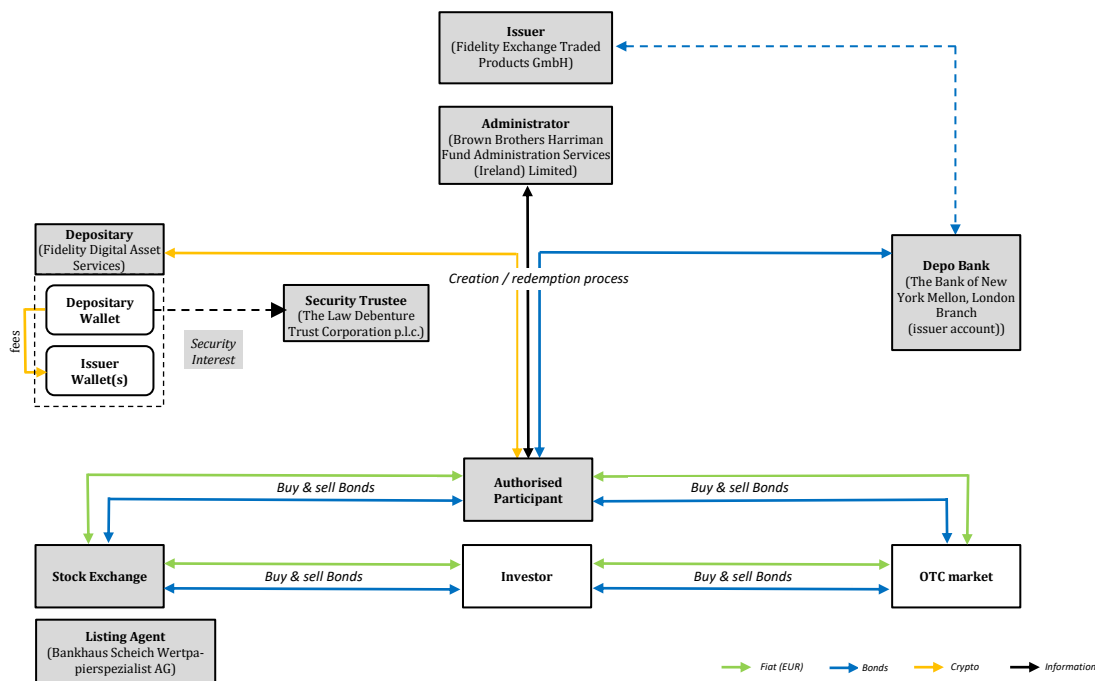 Issuer
(Fidelity Exchange Traded
Products GmbH)
Administrator
(Brown Brothers Harriman
Fund Administration Services
(Ireland) Limited)
Depositary
(Fidelity Digital Asset
Services)
Creation / redemption process
Depo Bank
(The Bank of New
York Mellon, London
Branch
(issuer account))
Depositary
Wallet
Security Trustee
(The Law Debenture
Trust Corporation p.l.c.)
fees
Security
Interest
Issuer
Wallet(s)
Authorised
Participant
Buy & sell Bonds
Buy & sell Bonds
Stock Exchange
Buy & sell Bonds
Investor
Buy & sell Bonds
OTC market
Listing Agent
(Bankhaus Scheich Wertpa-
pierspezialist AG)
Fiat (EUR)
Bonds
Crypto
Information